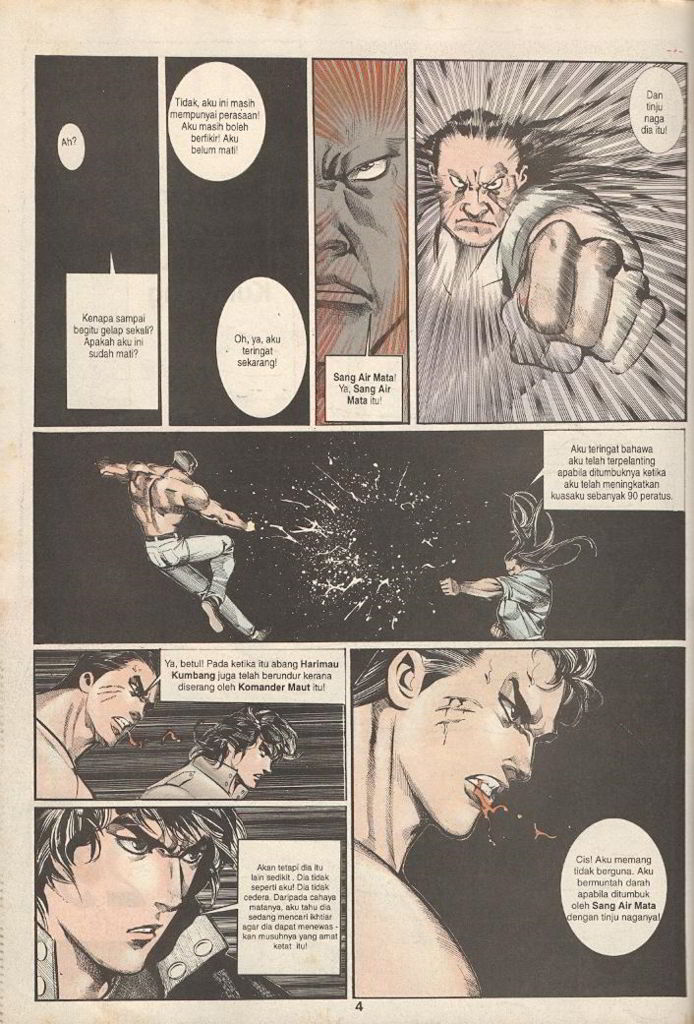 Ah?
Kenapa sampai
begitu gelap sekali?
Apakah aku ini
sudah mati?
Tidak, aku ini masih
mempunyai perasaan!
Aku masih boleh
berfikir! Aku
belum mati!
Oh, ya, aku
teringat
sekarang!
Sang Air Mata!
Ya, Sang Air
Mata itu!
Dan
tinju
naga
dia itu!
Aku teringat bahawa
aku telah terpelanting
apabila ditumbuknya ketika
aku telah meningkatkan
kuasaku sebanyak 90 peratus.
Ya, betul! Pada ketika itu abang Harimau
Kumbang juga telah berundur kerana
diserang oleh Komander Maut itu!
Akan tetapi dia itu
lain sedikit . Dia tidak
seperti aku! Dia tidak
cedera. Daripada cahaya
matanya, aku tahu dia
sedang mencari ikhtiar
agar dia dapat menewas -
kan musuhnya yang amat
ketat itu!
Cis! Aku memang
tidak berguna. Aku
bermuntah darah
apabila ditumbuk
oleh Sang Air Mata
dengan tinju naganya!
4